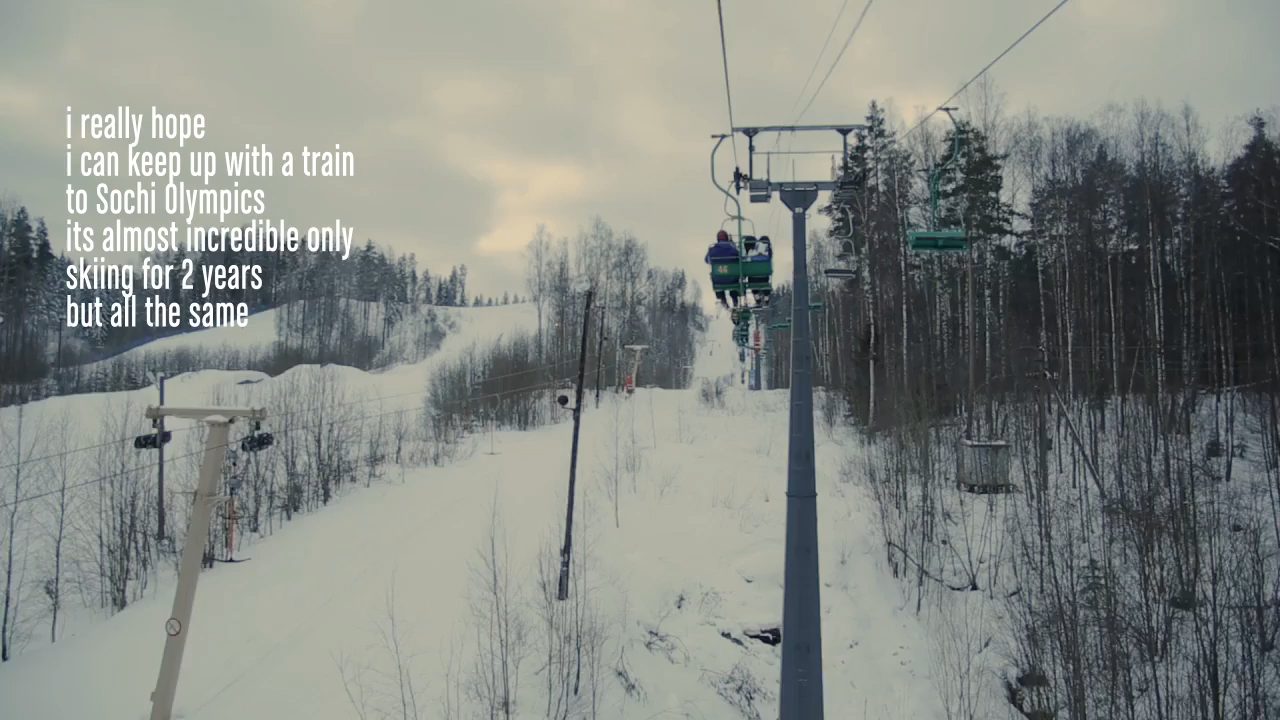 i really hope
i can keep up with a train
to Sochi Olympics
its almost incredible only
skiing for 2 years
but all the same
46